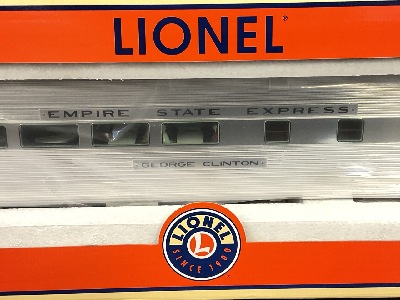 LIONEL®
EMPIRE STATE EXPRESS
GEORGE CLINTON
LIONEL
L
SINCE 1900